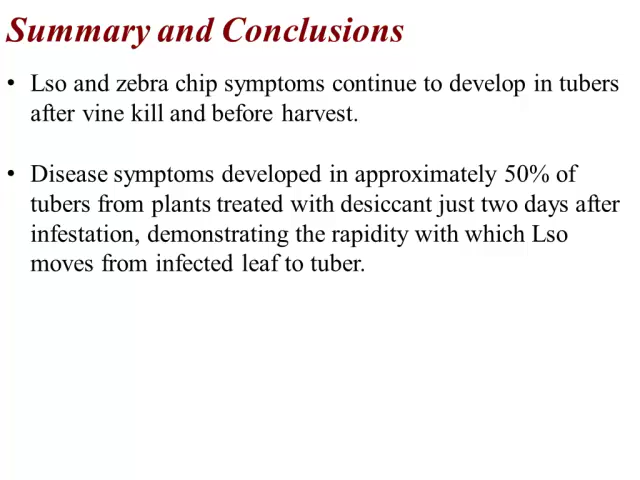 Summary and Conclusions
• Lso and zebra chip symptoms continue to develop in tubers
after vine kill and before harvest.
• Disease symptoms developed in approximately 50% of
tubers from plants treated with desiccant just two days after
infestation, demonstrating the rapidity with which Lso
moves from infected leaf to tuber.